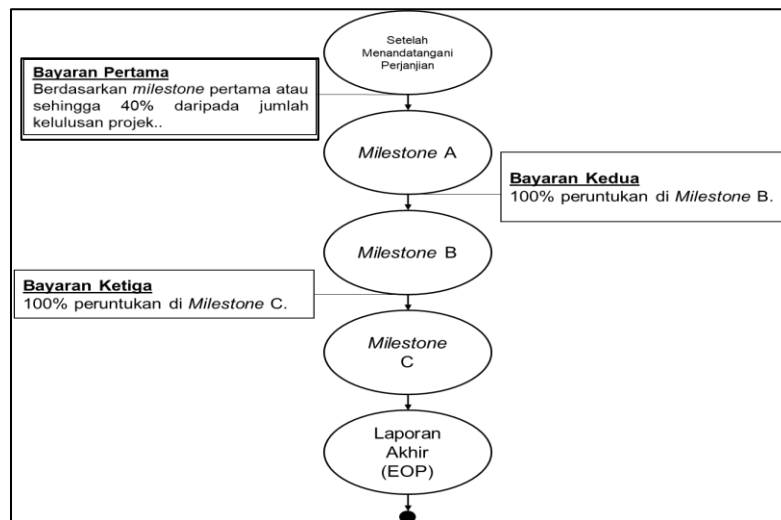 Setelah
Menandatangani
Perjanjian
Bayaran Pertama
Berdasarkan milestone pertama atau
sehingga 40% daripada jumlah
kelulusan projek..
Milestone A
Bayaran Kedua
100% peruntukan di Milestone B.
Milestone B
Bayaran Ketiga
100% peruntukan di Milestone C.
Milestone
C
Laporan
Akhir
(EOP)